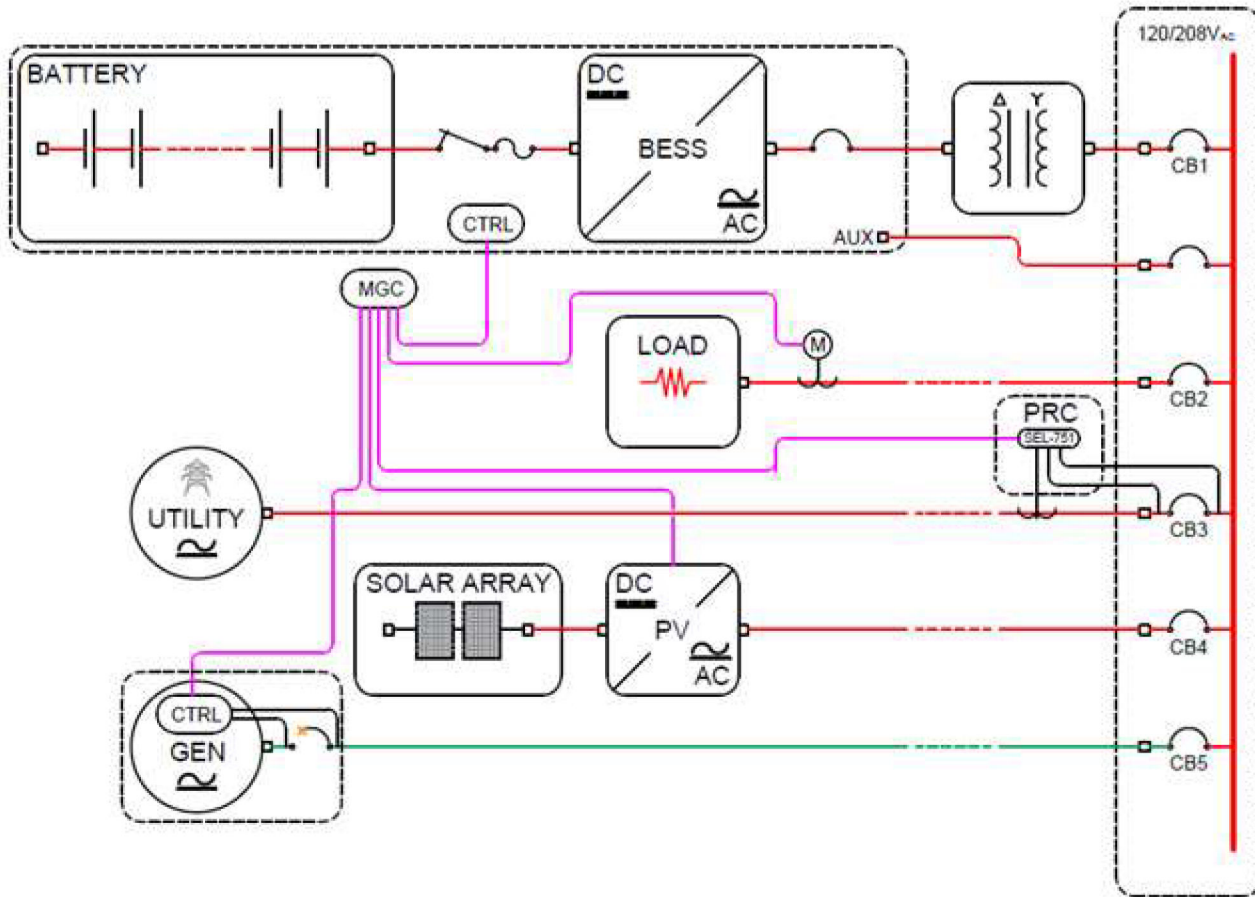 120/208VAC
BATTERY
DC
BESS
AC
Δ Y
CB1
CTRL
AUX
MGC
LOAD
M
CB2
PRC
SEL-751
UTILITY
CB3
SOLAR ARRAY
DC
PV
AC
CB4
CTRL
GEN
CB5